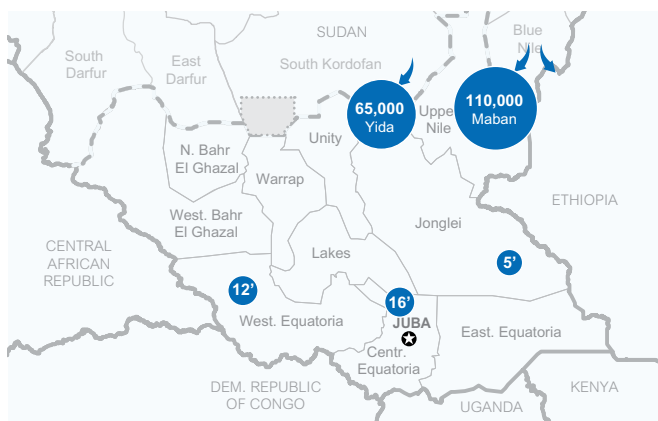 SUDAN
Blue
Nile
South
Darfur
East
Darfur
South Kordofan
65,000
Yida
110,000
Maban
Uppe
Nile
Unity
N. Bahr
El Ghazal
Warrap
West. Bahr
El Ghazal
Jonglei
ETHIOPIA
CENTRAL
AFRICAN
REPUBLIC
Lakes
5’
12’
16’
West. Equatoria
JUBA
East. Equatoria
Centr.
Equatoria
DEM. REPUBLIC
OF CONGO
KENYA
UGANDA